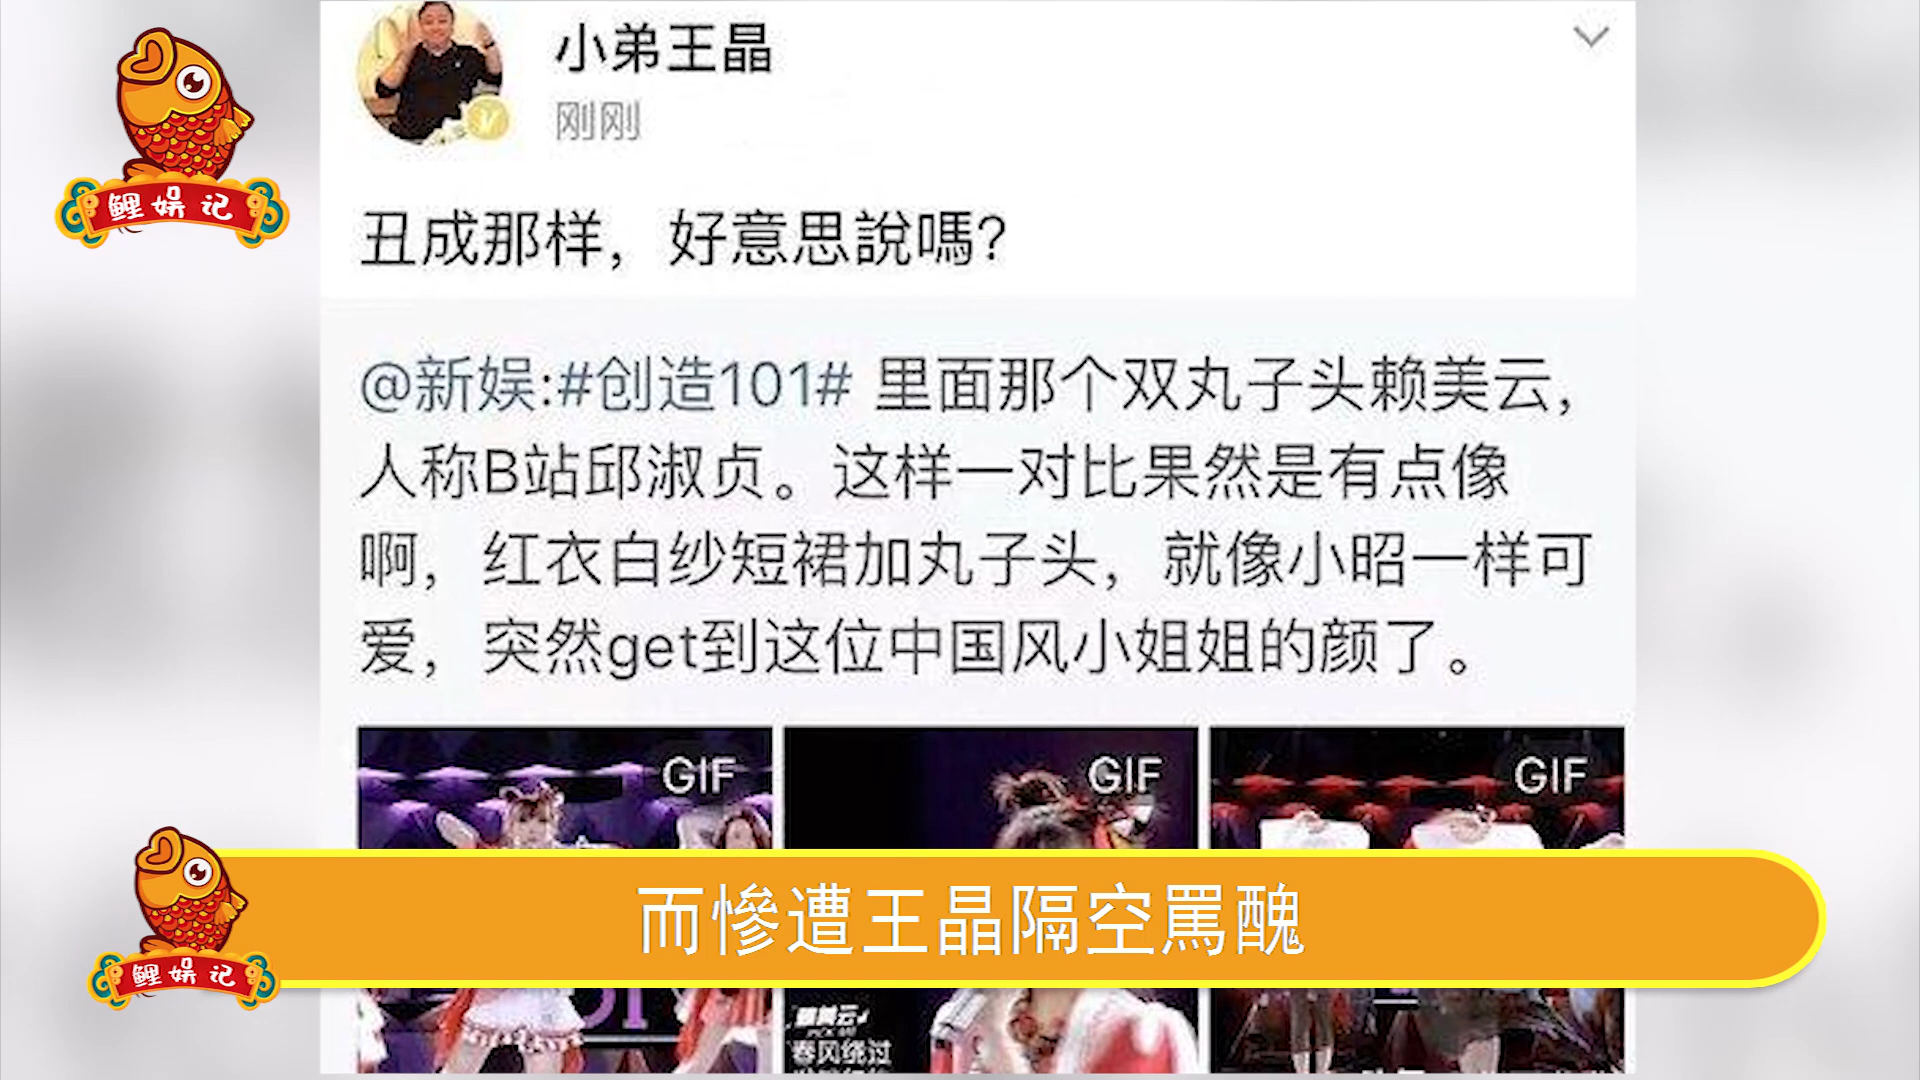 鲤娱记
小弟王晶
刚刚
丑成那样，好意思說嗎？
@新娱:#创造101# 里面那个双丸子头赖美云，
人称B站邱淑贞。这样一对比果然是有点像
啊，红衣白纱短裙加丸子头，就像小昭一样可
爱，突然get到这位中国风小姐姐的颜了。
GIF
GIF
GIF
而慘遭王晶隔空罵醜
鲤娱记
春风绕过